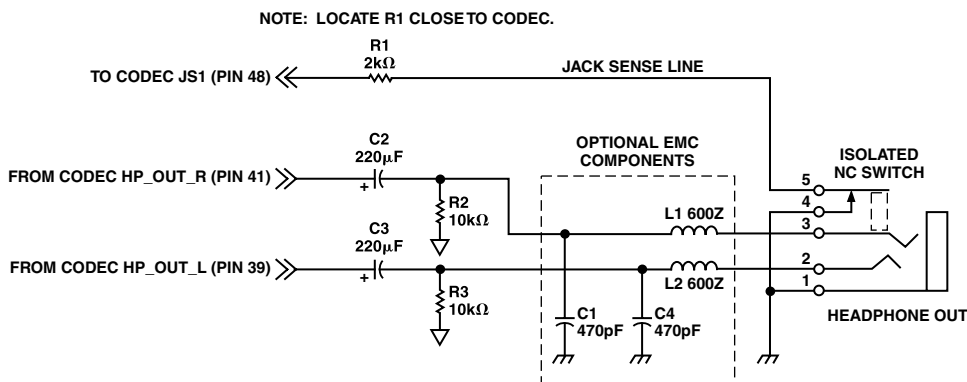 NOTE: LOCATE R1 CLOSE TO CODEC.
R1
2kΩ
TO CODEC JS1 (PIN 48)
JACK SENSE LINE
C2
220μF
+
FROM CODEC HP_OUT_R (PIN 41)
R2
10kΩ
C3
220μF
+
FROM CODEC HP_OUT_L (PIN 39)
R3
10kΩ
OPTIONAL EMC
COMPONENTS
L1 600Z
L2 600Z
C1
470pF
C4
470pF
ISOLATED
NC SWITCH
5
4
3
2
1
HEADPHONE OUT